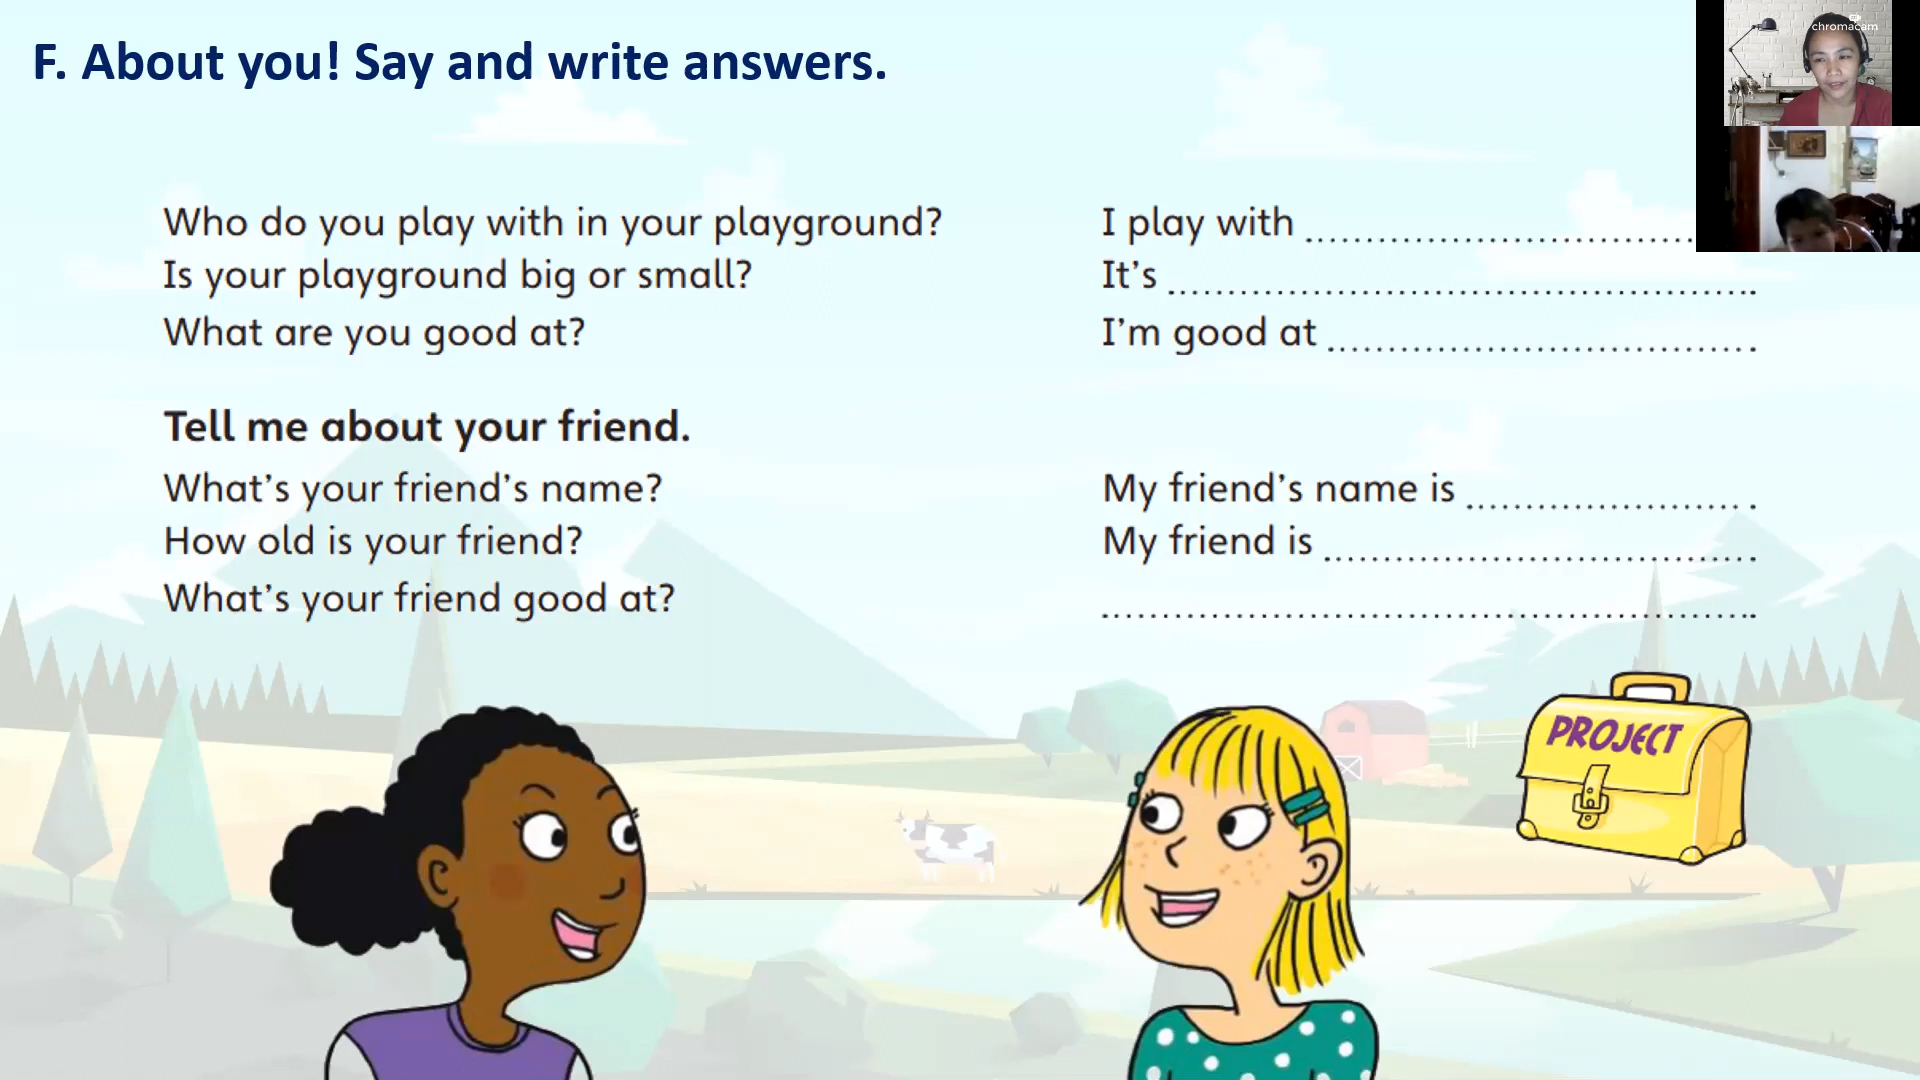 F. About you! Say and write answers.
chromacam
Who do you play with in your playground?
I play with ................................
Is your playground big or small?
It's ..................................................
What are you good at?
I'm good at .....................................
Tell me about your friend.
What's your friend's name?
My friend's name is ........................
How old is your friend?
My friend is .....................................
What's your friend good at?
........................................................
PROJECT